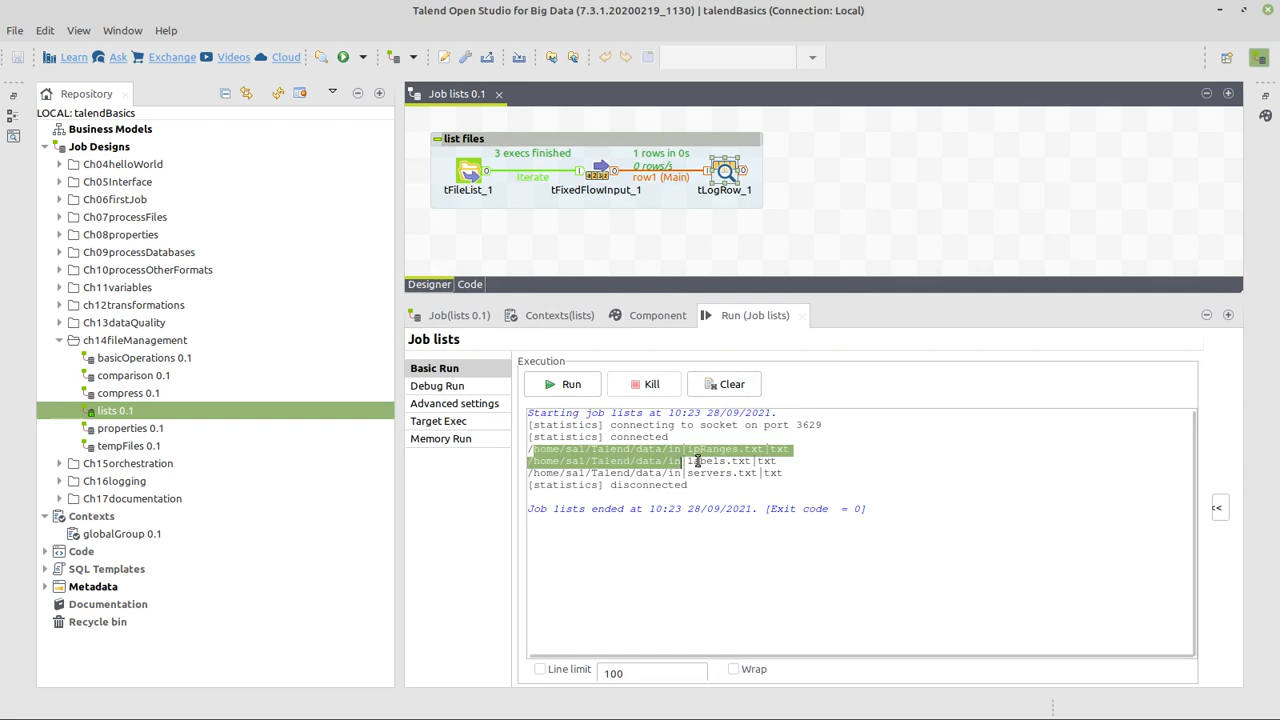 Talend Open Studio for Big Data (7.3.1.20200219_1130) | talendBasics (Connection: Local)
File Edit View Window Help
Learn Ask Exchange Videos Cloud
Repository
LOCAL: talendBasics
Business Models
Job Designs
Ch04helloWorld
Ch05Interface
Ch06firstJob
Ch07processFiles
Ch08properties
Ch09processDatabases
Ch10processOtherFormats
Ch11variables
ch12transformations
Ch13dataQuality
ch14fileManagement
basicOperations 0.1
comparison 0.1
compress 0.1
lists 0.1
properties 0.1
tempFiles 0.1
Ch15orchestration
Ch16logging
Ch17documentation
Contexts
globalGroup 0.1
Code
SQL Templates
Metadata
Documentation
Recycle bin
Job lists 0.1
list files
3 execs finished
1 rows in 0s
0 rows/s
Iterate
row1 (Main)
tFileList_1
tFixedFlowInput_1
tLogRow_1
Designer Code
Job(lists 0.1) Contexts(lists) Component Run (Job lists)
Job lists
Basic Run
Debug Run
Advanced settings
Target Exec
Memory Run
Execution
Run Kill Clear
Starting job lists at 10:23 28/09/2021.
[statistics] connecting to socket on port 3629
[statistics] connected
/home/sal/Talend/data/in|ipRanges.txt|txt
/home/sal/Talend/data/in|labels.txt|txt
/home/sal/Talend/data/in|servers.txt|txt
[statistics] disconnected
Job lists ended at 10:23 28/09/2021. [Exit code  = 0]
<<
Line limit 100 Wrap